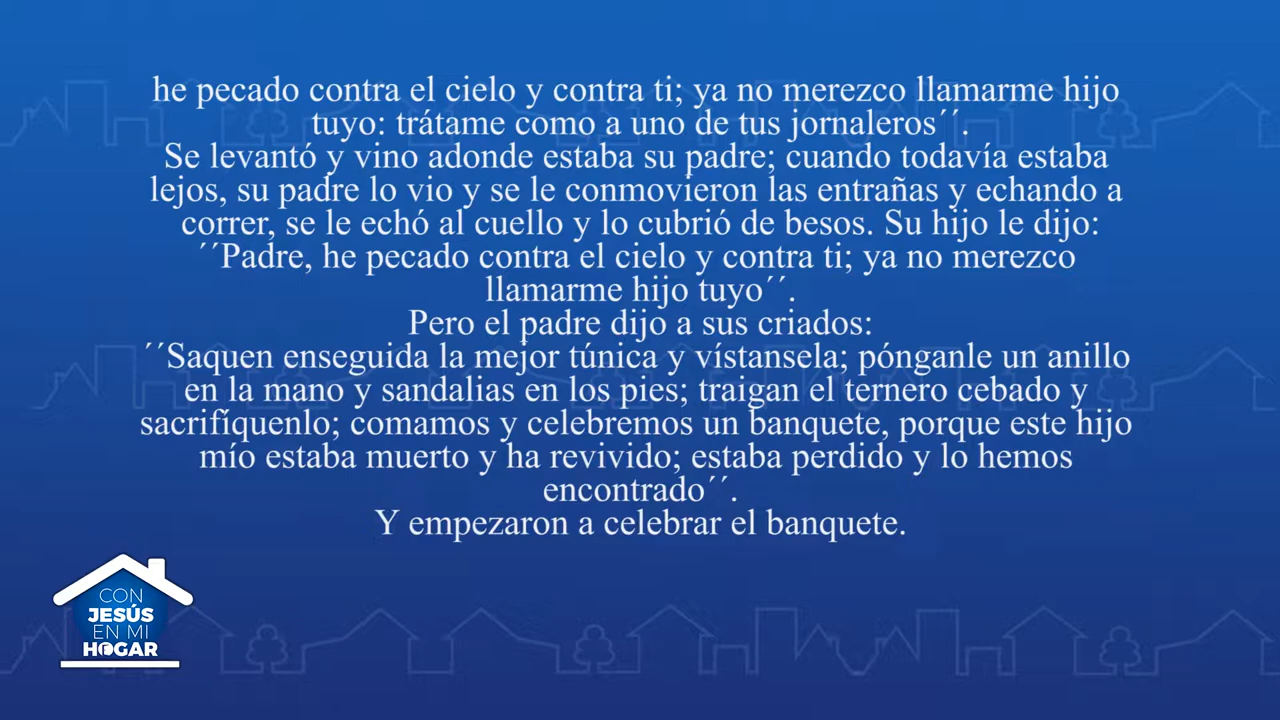 he pecado contra el cielo y contra ti; ya no merezco llamarme hijo
tuyo: trátame como a uno de tus jornaleros´´.
Se levantó y vino adonde estaba su padre; cuando todavía estaba
lejos, su padre lo vio y se le conmovieron las entrañas y echando a
correr, se le echó al cuello y lo cubrió de besos. Su hijo le dijo:
´´Padre, he pecado contra el cielo y contra ti; ya no merezco
llamarme hijo tuyo´´.
Pero el padre dijo a sus criados:
´´Saquen enseguida la mejor túnica y vístansela; pónganle un anillo
en la mano y sandalias en los pies; traigan el ternero cebado y
sacrifíquenlo; comamos y celebremos un banquete, porque este hijo
mío estaba muerto y ha revivido; estaba perdido y lo hemos
encontrado´´.
Y empezaron a celebrar el banquete.
CON
JESÚS
EN MI
HOGAR